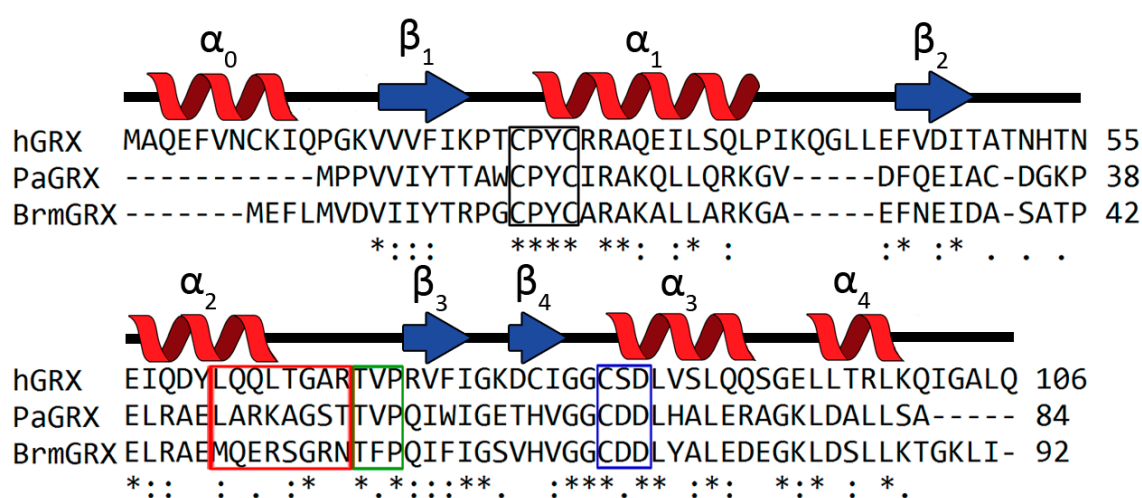 α0 β1 α1 β2
hGRX MAQEFVNCKIQPGKVVVFIKPTCPYCRRAQEILSQLPIKQGLLEFVDITATNHTN 55
PaGRX -----------MPPVVIYTTAWCPYCIRAKQLLQRKGV-----DFQEIAC-DGKP 38
BrmGRX -------MEFLMVDVIIYTRPGCPYCARAKALLARKGA-----EFNEIDA-SATP 42
*::: **** **: :* : :* :* . . .
α2 β3 β4 α3 α4
hGRX EIQDYLQQLTGARTVPRVFIGKDCIGGCSDLVSLQQSGELLTRLKQIGALQ 106
PaGRX ELRAELARKAGSTTVPQIWIGETHVGGCDDLHALERAGKLDALLSA----- 84
BrmGRX ELRAEMQERSGRNTFPQIFIGSVHVGGCDDLYALEDEGKLDSLLKTGKLI- 92
*:: : . :* *.*:::**. :***.** :*: *:* : *.